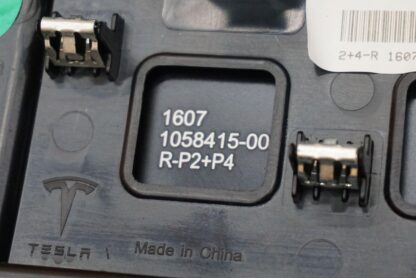 2+4-R 1607
1607
1058415-00
R-P2+P4
TESLA
Made in China